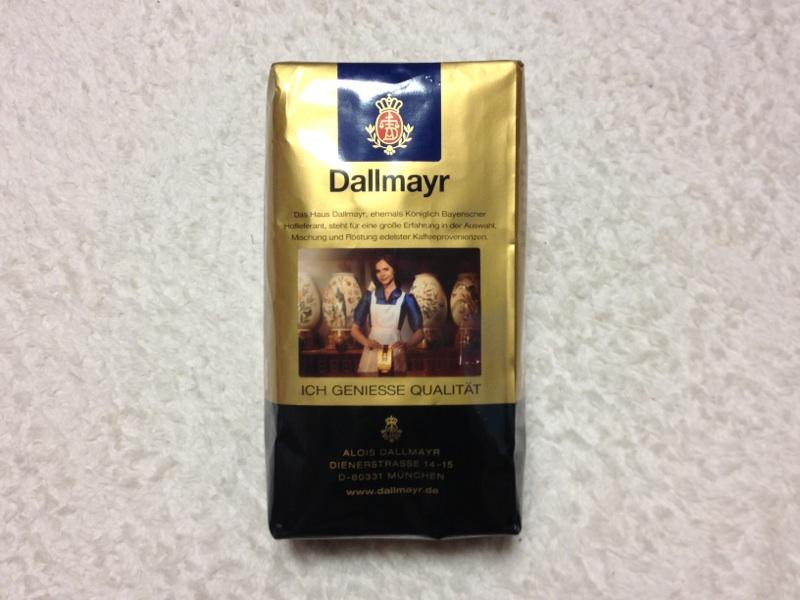 Dallmayr
Das Haus Dallmayr, ehemals Königlich Bayerischer
Hoflieferant, steht für eine große Erfahrung in der Auswahl,
Mischung und Röstung edelster Kaffeeprovenienzen.
ICH GENIESSE QUALITÄT
ALOIS DALLMAYR
DIENERSTRASSE 14-15
D-80331 MÜNCHEN
www.dallmayr.de